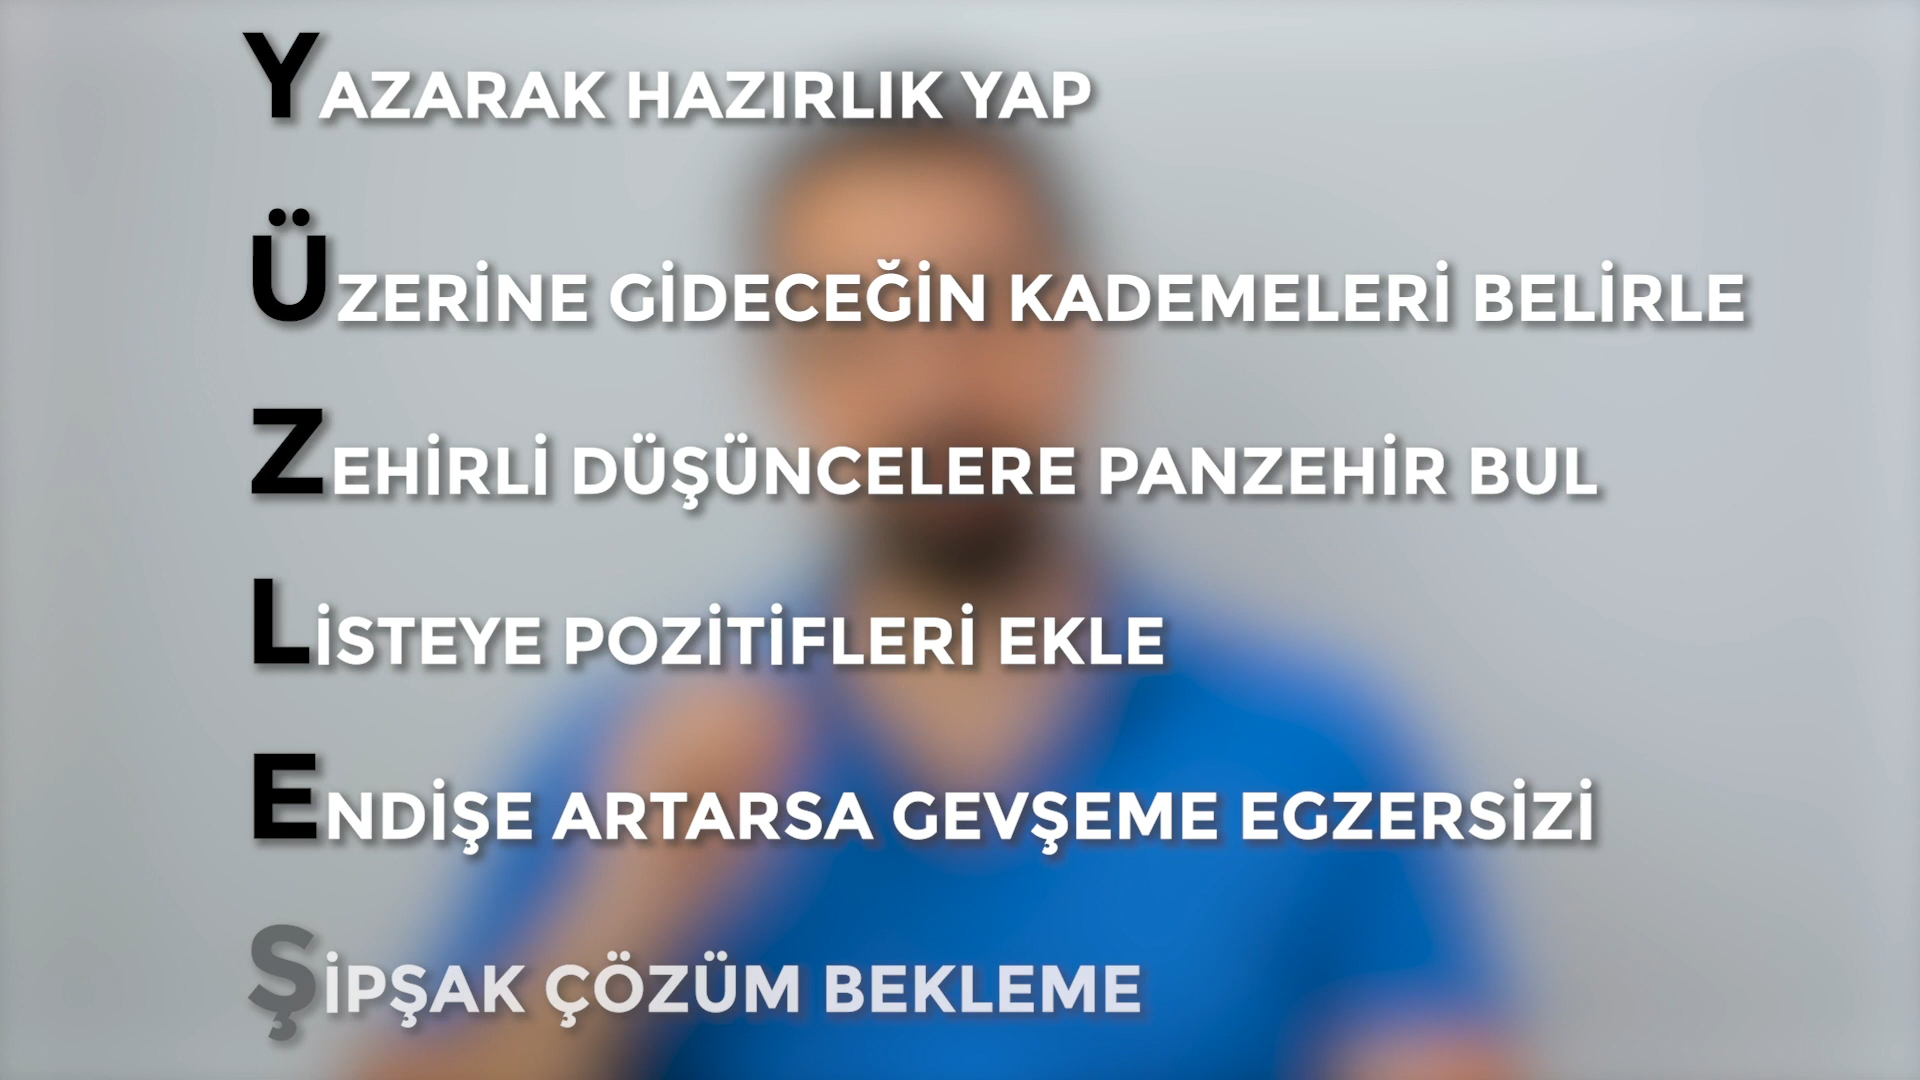 YAZARAK HAZIRLIK YAP
ÜZERİNE GİDECEĞİN KADEMELERİ BELİRLE
ZEHİRLİ DÜŞÜNCELERE PANZEHİR BUL
LİSTEYE POZİTİFLERİ EKLE
ENDİŞE ARTARSA GEVŞEME EGZERSİZİ
ŞİPŞAK ÇÖZÜM BEKLEME